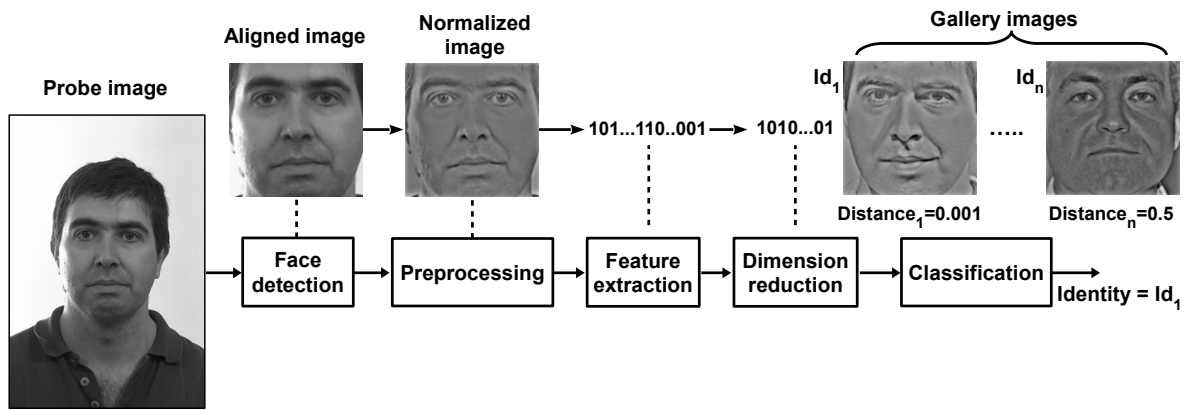 Gallery images
Normalized
image
Aligned image
Probe image
Id1
Idn
101...110..001
1010...01
.....
Distance1=0.001
Distancen=0.5
Face
detection
Preprocessing
Feature
extraction
Dimension
reduction
Classification
Identity = Id1